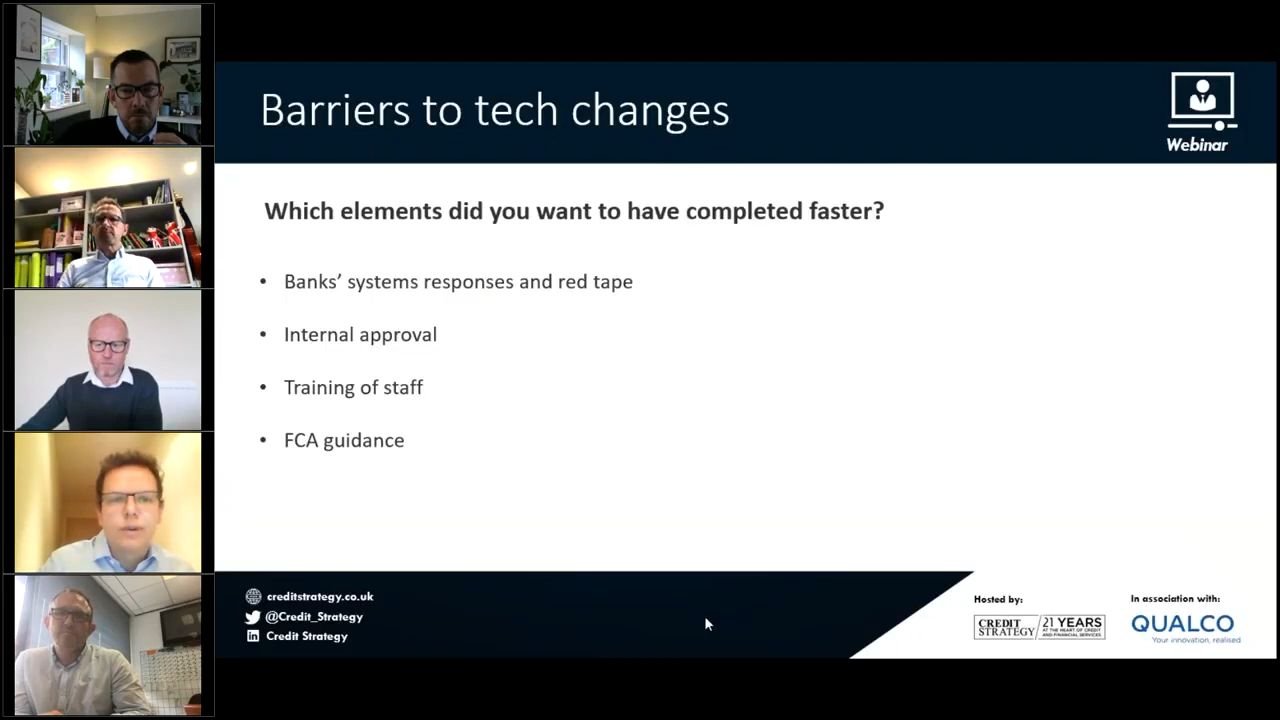 Barriers to tech changes
Webinar
Which elements did you want to have completed faster?
• Banks’ systems responses and red tape
• Internal approval
• Training of staff
• FCA guidance
creditstrategy.co.uk
@Credit_Strategy
Credit Strategy
Hosted by:
CREDIT STRATEGY
21 YEARS
AT THE HEART OF CREDIT
AND FINANCIAL SERVICES
In association with:
QUALCO
Your innovation, realised